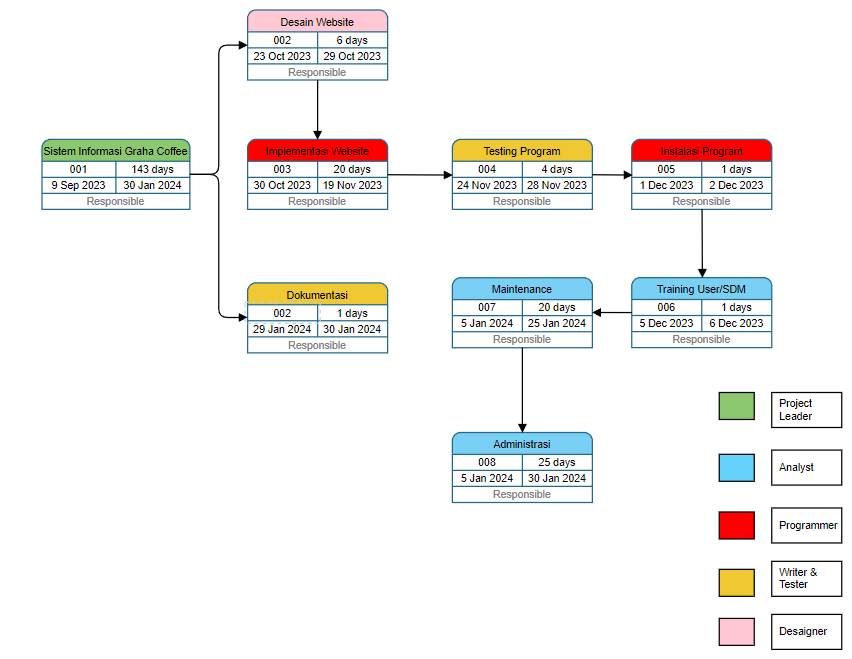 Desain Website
002 6 days
23 Oct 2023 29 Oct 2023
Responsible
Sistem Informasi Graha Coffee
001 143 days
9 Sep 2023 30 Jan 2024
Responsible
Implementasi Website
003 20 days
30 Oct 2023 19 Nov 2023
Responsible
Testing Program
004 4 days
24 Nov 2023 28 Nov 2023
Responsible
Instalasi Program
005 1 days
1 Dec 2023 2 Dec 2023
Responsible
Dokumentasi
002 1 days
29 Jan 2024 30 Jan 2024
Responsible
Maintenance
007 20 days
5 Jan 2024 25 Jan 2024
Responsible
Training User/SDM
006 1 days
5 Dec 2023 6 Dec 2023
Responsible
Administrasi
008 25 days
5 Jan 2024 30 Jan 2024
Responsible
Project
Leader
Analyst
Programmer
Writer &
Tester
Desaigner